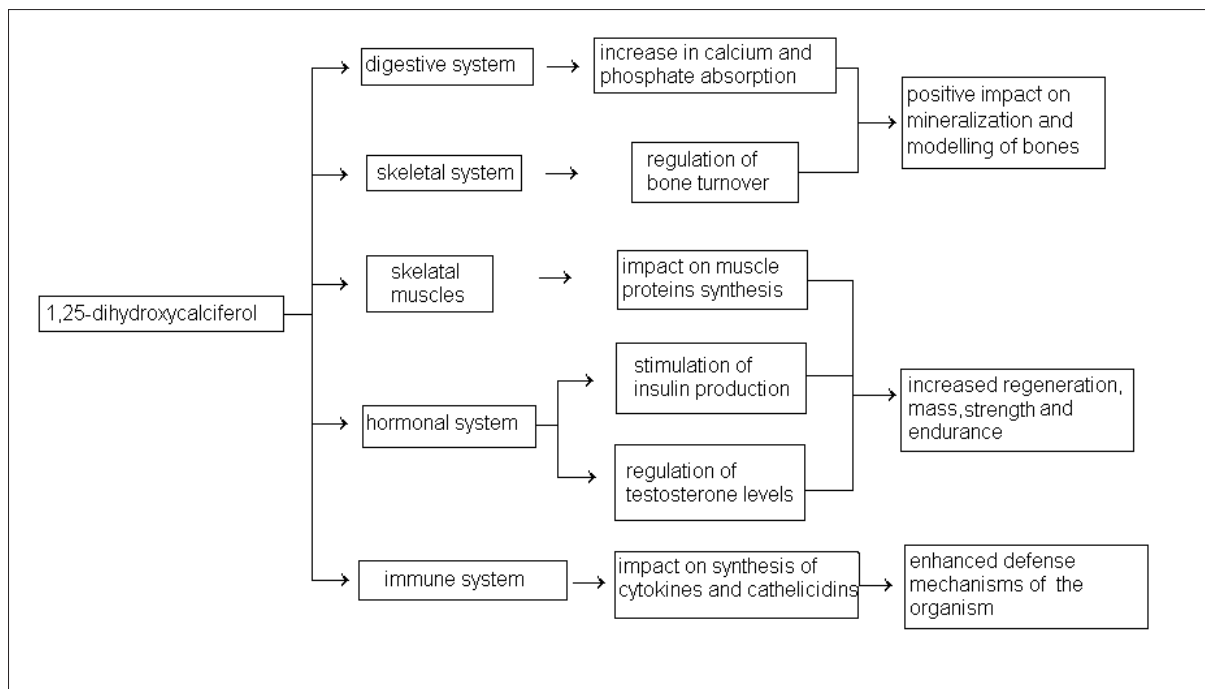 digestive system
increase in calcium and
phosphate absorption
positive impact on
mineralization and
modelling of bones
skeletal system
regulation of
bone turnover
skelatal
muscles
impact on muscle
proteins synthesis
1,25-dihydroxycalciferol
stimulation of
insulin production
increased regeneration,
mass,strength and
endurance
hormonal system
regulation of
testosterone levels
immune system
impact on synthesis of
cytokines and cathelicidins
enhanced defense
mechanisms of the
organism